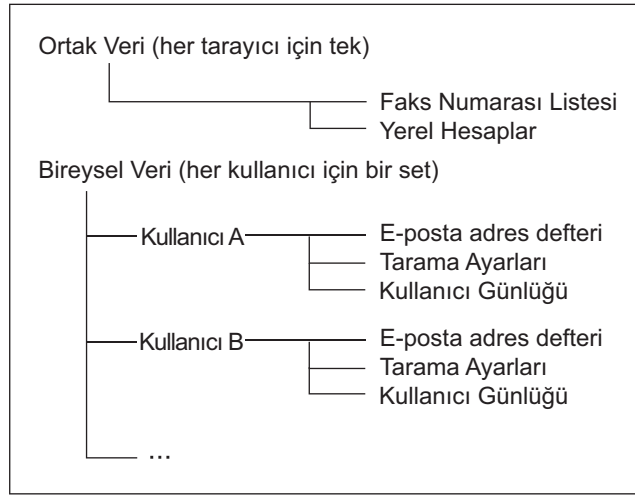 Ortak Veri (her tarayıcı için tek)
Faks Numarası Listesi
Yerel Hesaplar
Bireysel Veri (her kullanıcı için bir set)
Kullanıcı A E-posta adres defteri
Tarama Ayarları
Kullanıcı Günlüğü
Kullanıcı B E-posta adres defteri
Tarama Ayarları
Kullanıcı Günlüğü
...